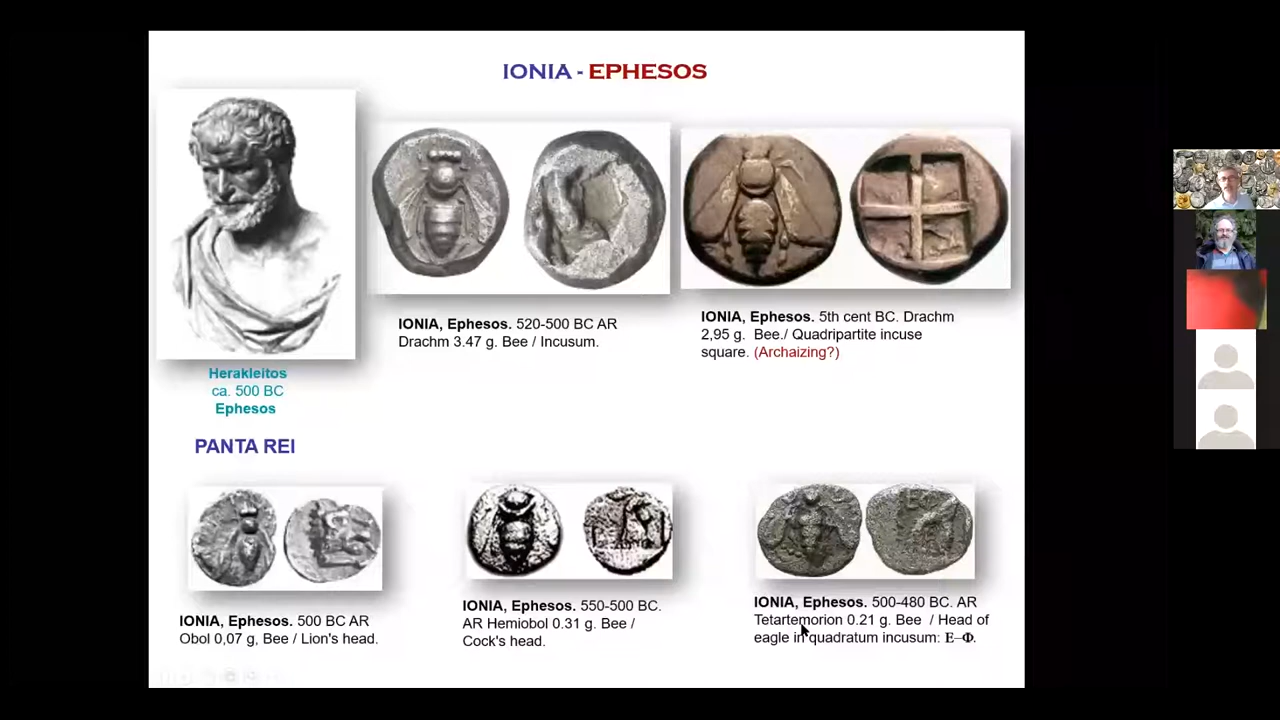 IONIA - EPHESOS
IONIA, Ephesos. 520-500 BC AR
Drachm 3.47 g. Bee / Incusum.
IONIA, Ephesos. 5th cent BC. Drachm
2,95 g. Bee./ Quadripartite incuse
square. (Archaizing?)
Herakleitos
ca. 500 BC
Ephesos
PANTA REI
IONIA, Ephesos. 500 BC AR
Obol 0,07 g, Bee / Lion's head.
IONIA, Ephesos. 550-500 BC.
AR Hemiobol 0.31 g. Bee /
Cock's head.
IONIA, Ephesos. 500-480 BC. AR
Tetartemorion 0.21 g. Bee / Head of
eagle in quadratum incusum: Ε–Φ.